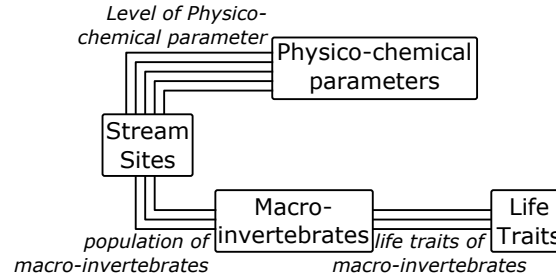 Level of Physico-
chemical parameter
Physico-chemical
parameters
Stream
Sites
Macro-
invertebrates
Life
Traits
population of
macro-invertebrates
life traits of
macro-invertebrates